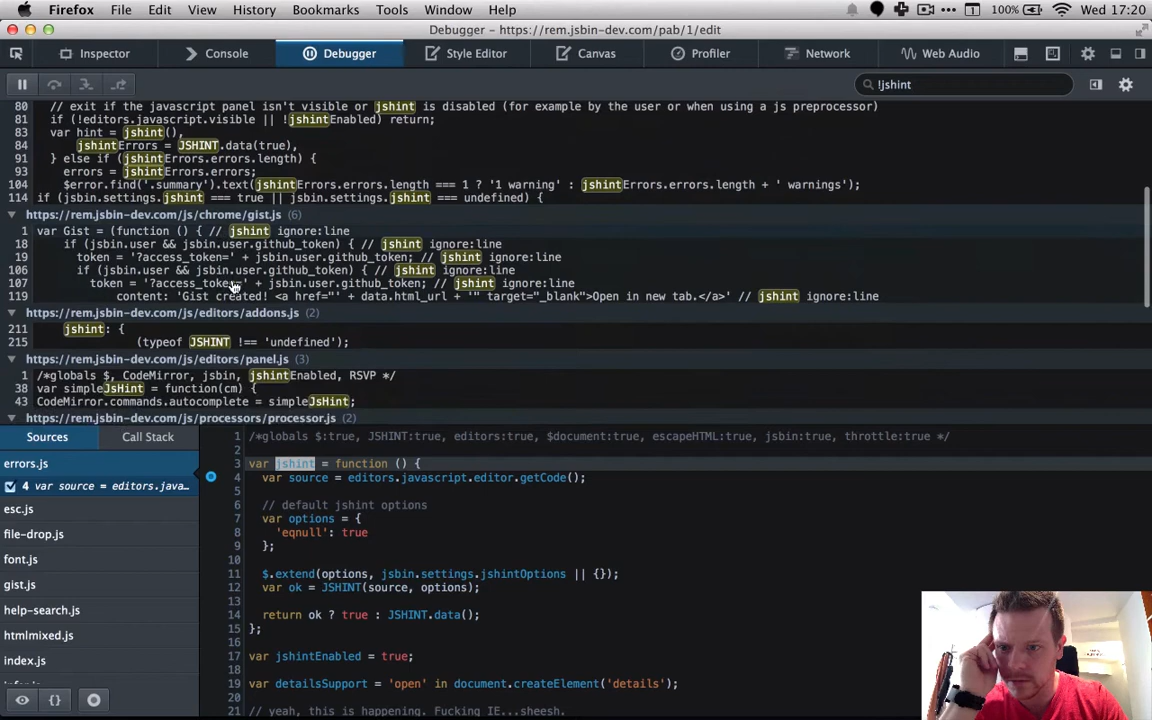 Firefox File Edit View History Bookmarks Tools Window Help 1 100% Wed 17:20
Debugger - https://rem.jsbin-dev.com/pab/1/edit
Inspector Console Debugger Style Editor Canvas Profiler Network Web Audio
!jshint
80 // exit if the javascript panel isn't visible or jshint is disabled (for example by the user or when using a js preprocessor)
81 if (!editors.javascript.visible || !jshintEnabled) return;
83 var hint = jshint(),
84 jshintErrors = JSHINT.data(true),
91 } else if (jshintErrors.errors.length) {
93 errors = jshintErrors.errors;
104 $error.find('.summary').text(jshintErrors.errors.length === 1 ? '1 warning' : jshintErrors.errors.length + ' warnings');
114 if (jsbin.settings.jshint === true || jsbin.settings.jshint === undefined) {
https://rem.jsbin-dev.com/js/chrome/gist.js (6)
1 var Gist = (function () { // jshint ignore:line
18 if (jsbin.user && jsbin.user.github_token) { // jshint ignore:line
19 token = '?access_token=' + jsbin.user.github_token; // jshint ignore:line
106 if (jsbin.user && jsbin.user.github_token) { // jshint ignore:line
107 token = '?access_token=' + jsbin.user.github_token; // jshint ignore:line
119 content: 'Gist created! <a href="' + data.html_url + '" target="_blank">Open in new tab.</a>' // jshint ignore:line
https://rem.jsbin-dev.com/js/editors/addons.js (2)
211 jshint: {
215 (typeof JSHINT !== 'undefined');
https://rem.jsbin-dev.com/js/editors/panel.js (3)
1 /*globals $, CodeMirror, jsbin, jshintEnabled, RSVP */
38 var simpleJsHint = function(cm) {
43 CodeMirror.commands.autocomplete = simpleJsHint;
https://rem.jsbin-dev.com/js/processors/processor.js (2)
Sources Call Stack
errors.js
4 var source = editors.java…
esc.js
file-drop.js
font.js
gist.js
help-search.js
htmlmixed.js
index.js
{}
1 /*globals $:true, JSHINT:true, editors:true, $document:true, escapeHTML:true, jsbin:true, throttle:true */
2
3 var jshint = function () {
4 var source = editors.javascript.editor.getCode();
5
6 // default jshint options
7 var options = {
8 'eqnull': true
9 };
10
11 $.extend(options, jsbin.settings.jshintOptions || {});
12 var ok = JSHINT(source, options);
13
14 return ok ? true : JSHINT.data();
15 };
16
17 var jshintEnabled = true;
18
19 var detailsSupport = 'open' in document.createElement('details');
20
21 // yeah, this is happening. Fucking IE...sheesh.